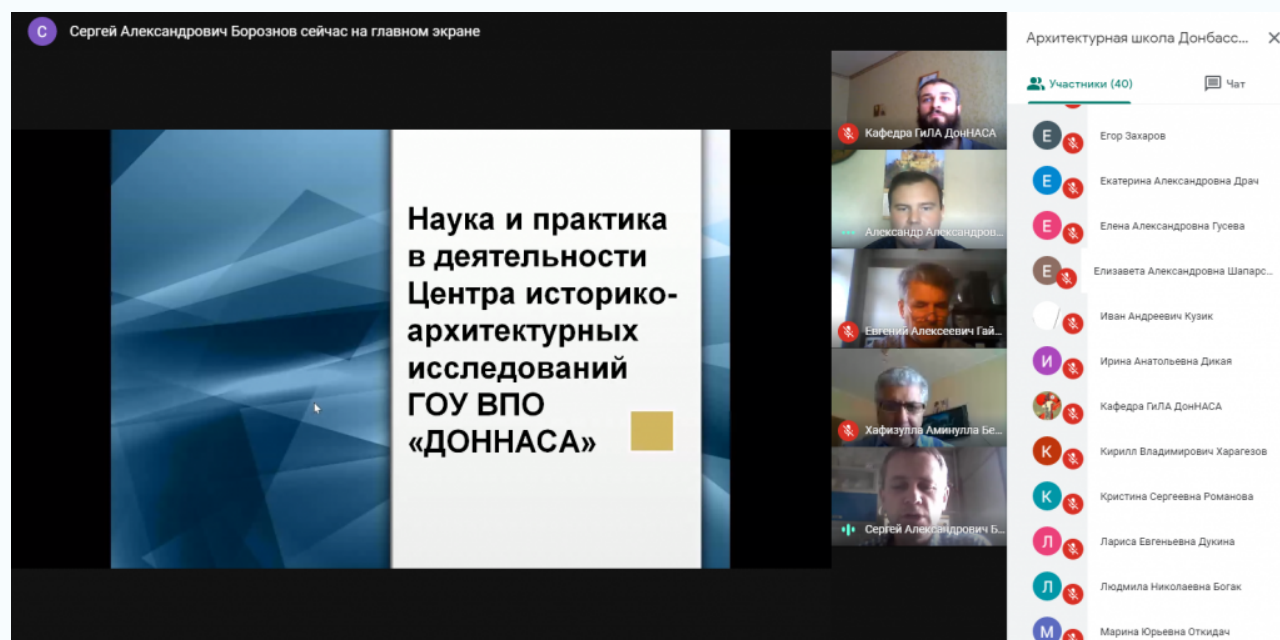 С
Сергей Александрович Борознов сейчас на главном экране
Наука и практика
в деятельности
Центра историко-
архитектурных
исследований
ГОУ ВПО
«ДОННАСА»
Кафедра ГиЛА ДонНАСА
Александр Александров...
Евгений Алексеевич Гай...
Хафизулла Аминулла Бе...
Сергей Александрович Б...
Архитектурная школа Донбасс...
Участники (40)
Чат
Е
Егор Захаров
Е
Екатерина Александровна Драч
Е
Елена Александровна Гусева
Е
Елизавета Александровна Шапарс...
Иван Андреевич Кузик
И
Ирина Анатольевна Дикая
Кафедра ГиЛА ДонНАСА
К
Кирилл Владимирович Харагезов
К
Кристина Сергеевна Романова
Л
Лариса Евгеньевна Дукина
Л
Людмила Николаевна Богак
М
Марина Юрьевна Откидач